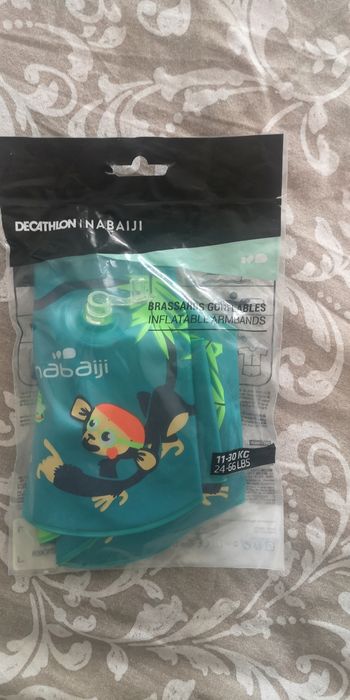 DECATHLON | NABAIJI
BRASSARDS GONFLABLES
INFLATABLE ARMBANDS
nabaiji
11-30 KG
24-66 LBS